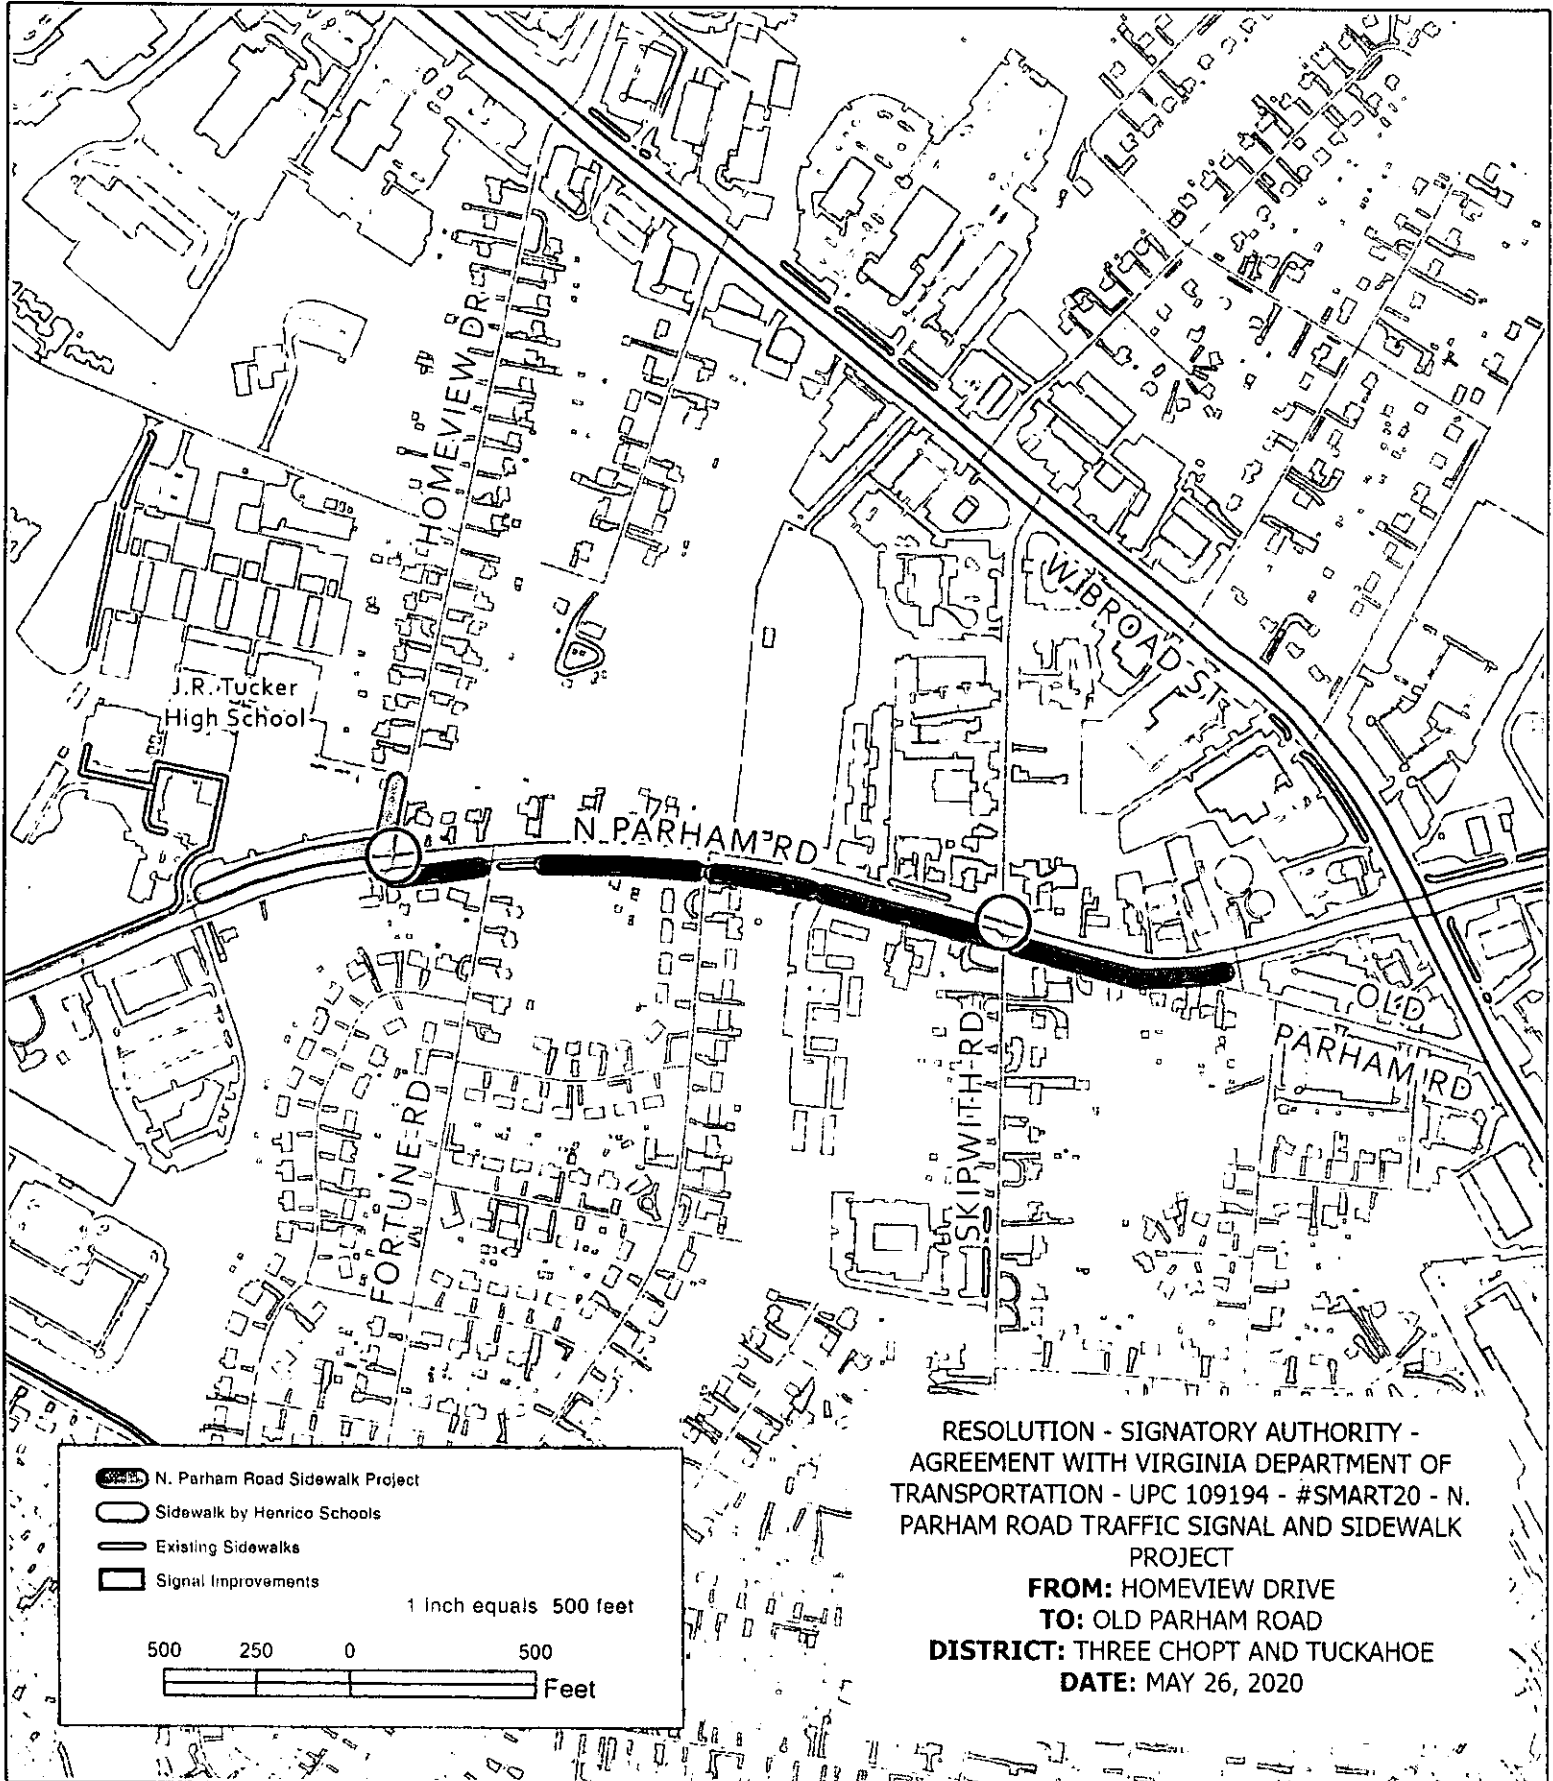 HOMEVIEW DR
W BROAD ST
J.R. Tucker
High School
N PARHAM RD
OLD
PARHAM RD
SKIPWITH RD
FORTUNE RD
N. Parham Road Sidewalk Project
Sidewalk by Henrico Schools
Existing Sidewalks
Signal Improvements
1 inch equals 500 feet
500 250 0 500
Feet
RESOLUTION - SIGNATORY AUTHORITY -
AGREEMENT WITH VIRGINIA DEPARTMENT OF
TRANSPORTATION - UPC 109194 - #SMART20 - N.
PARHAM ROAD TRAFFIC SIGNAL AND SIDEWALK
PROJECT
FROM: HOMEVIEW DRIVE
TO: OLD PARHAM ROAD
DISTRICT: THREE CHOPT AND TUCKAHOE
DATE: MAY 26, 2020